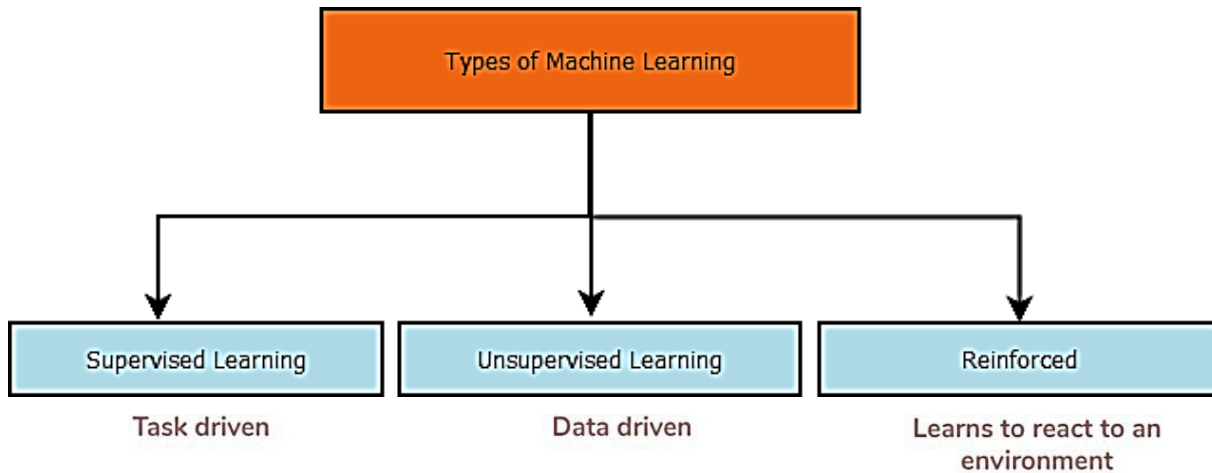 Types of Machine Learning
Supervised Learning
Unsupervised Learning
Reinforced
Task driven
Data driven
Learns to react to an
environment